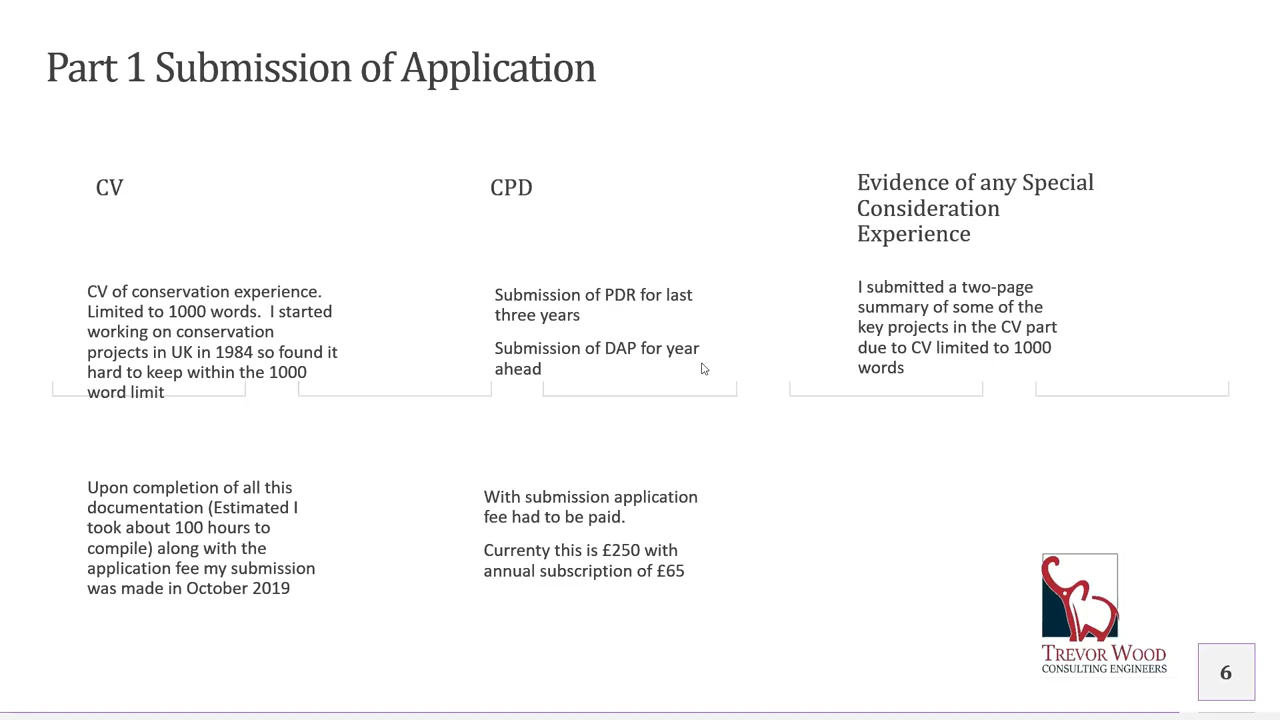 Part 1 Submission of Application
CV
CV of conservation experience.
Limited to 1000 words.  I started
working on conservation
projects in UK in 1984 so found it
hard to keep within the 1000
word limit
CPD
Submission of PDR for last
three years
Submission of DAP for year
ahead
Evidence of any Special
Consideration
Experience
I submitted a two-page
summary of some of the
key projects in the CV part
due to CV limited to 1000
words
Upon completion of all this
documentation (Estimated I
took about 100 hours to
compile) along with the
application fee my submission
was made in October 2019
With submission application
fee had to be paid.
Currenty this is £250 with
annual subscription of £65
TREVOR WOOD
CONSULTING ENGINEERS
6